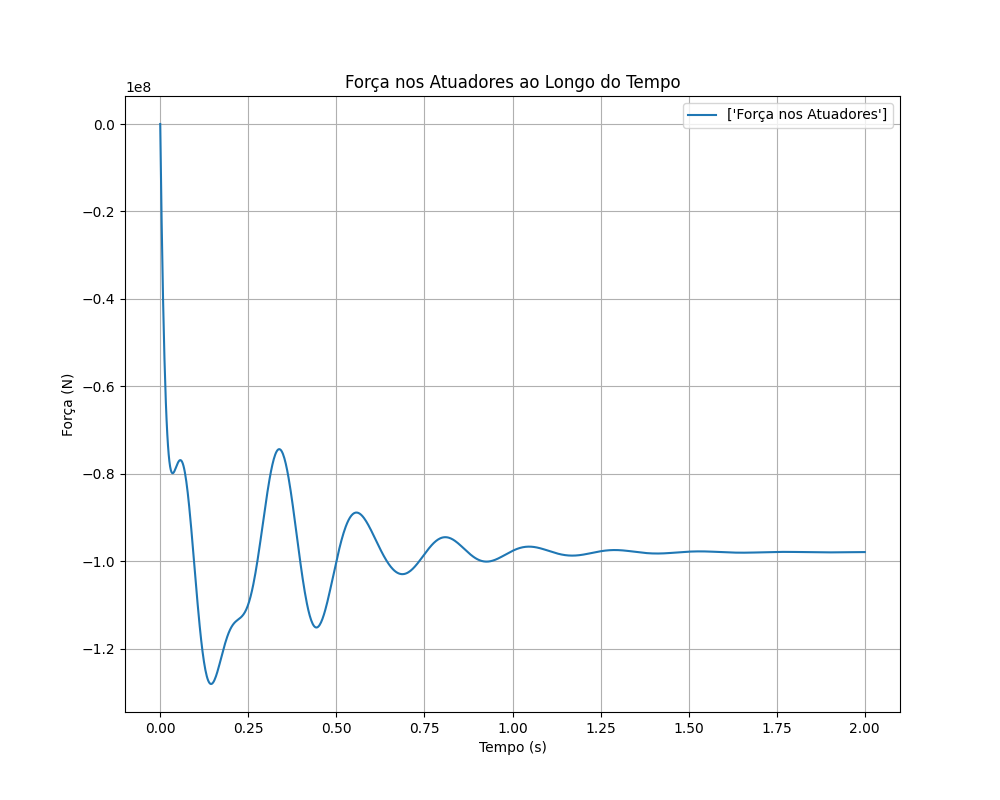 Força nos Atuadores ao Longo do Tempo
1e8
['Força nos Atuadores']
0.0
−0.2
−0.4
−0.6
−0.8
−1.0
−1.2
Força (N)
0.00 0.25 0.50 0.75 1.00 1.25 1.50 1.75 2.00
Tempo (s)